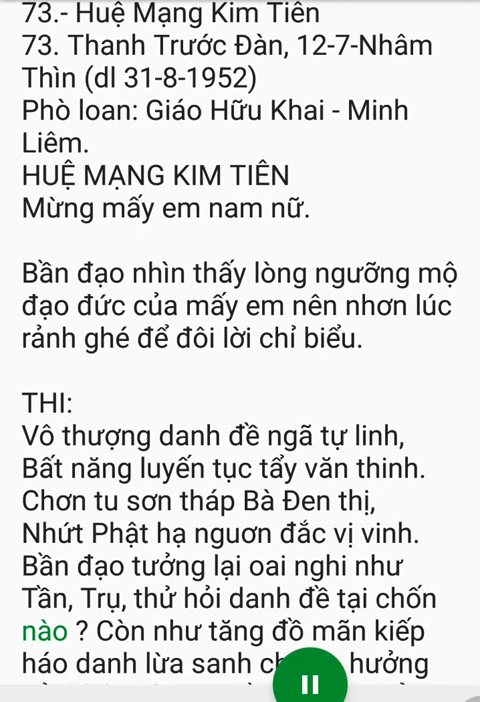 73.- Huệ Mạng Kim Tiên
73. Thanh Trước Đàn, 12-7-Nhâm
Thìn (dl 31-8-1952)
Phò loan: Giáo Hữu Khai - Minh
Liêm.
HUỆ MẠNG KIM TIÊN
Mừng mấy em nam nữ.
Bần đạo nhìn thấy lòng ngưỡng mộ
đạo đức của mấy em nên nhơn lúc
rảnh ghé để đôi lời chỉ biểu.
THI:
Vô thượng danh đề ngã tự linh,
Bất năng luyến tục tẩy văn thinh.
Chơn tu sơn tháp Bà Đen thị,
Nhứt Phật hạ nguơn đắc vị vinh.
Bần đạo tưởng lại oai nghi như
Tần, Trụ, thử hỏi danh đề tại chốn
nào ? Còn như tăng đồ mãn kiếp
háo danh lừa sanh hưởng